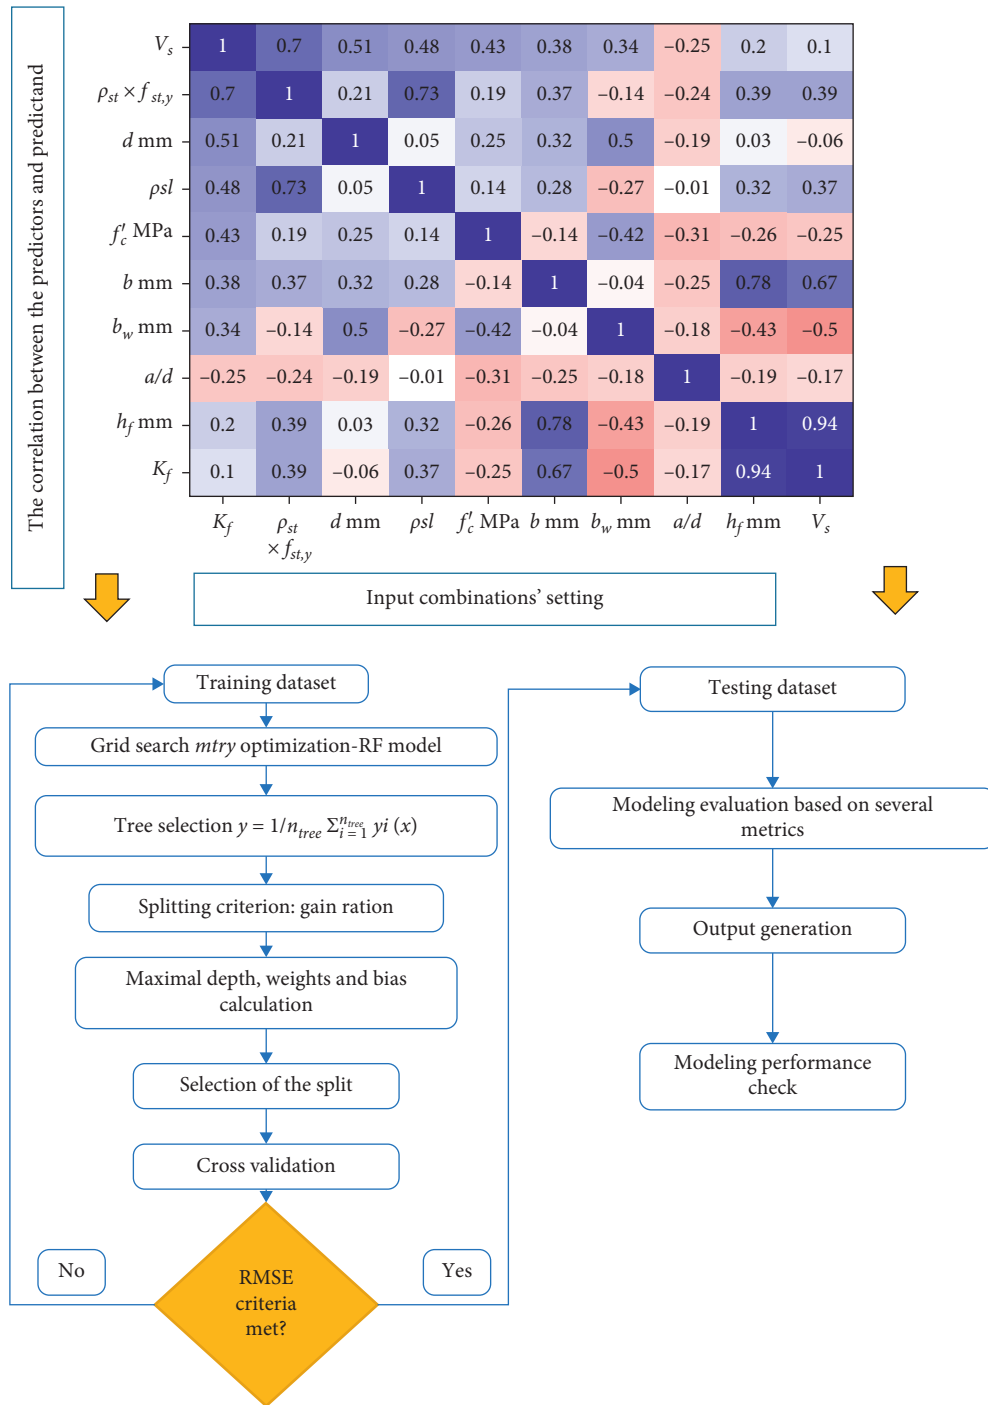 The correlation between the predictors and predictand
V_s 1 0.7 0.51 0.48 0.43 0.38 0.34 −0.25 0.2 0.1
ρ_st × f_st,y 0.7 1 0.21 0.73 0.19 0.37 −0.14 −0.24 0.39 0.39
d mm 0.51 0.21 1 0.05 0.25 0.32 0.5 −0.19 0.03 −0.06
ρsl 0.48 0.73 0.05 1 0.14 0.28 −0.27 −0.01 0.32 0.37
f′_c MPa 0.43 0.19 0.25 0.14 1 −0.14 −0.42 −0.31 −0.26 −0.25
b mm 0.38 0.37 0.32 0.28 −0.14 1 −0.04 −0.25 0.78 0.67
b_w mm 0.34 −0.14 0.5 −0.27 −0.42 −0.04 1 −0.18 −0.43 −0.5
a/d −0.25 −0.24 −0.19 −0.01 −0.31 −0.25 −0.18 1 −0.19 −0.17
h_f mm 0.2 0.39 0.03 0.32 −0.26 0.78 −0.43 −0.19 1 0.94
K_f 0.1 0.39 −0.06 0.37 −0.25 0.67 −0.5 −0.17 0.94 1
K_f ρ_st d mm ρsl f′_c MPa b mm b_w mm a/d h_f mm V_s
× f_st,y
Input combinations' setting
Training dataset
Grid search mtry optimization-RF model
Tree selection y = 1/n_tree Σ_{i = 1}^{n_tree} yi (x)
Splitting criterion: gain ration
Maximal depth, weights and bias
calculation
Selection of the split
Cross validation
RMSE
criteria
met?
No
Yes
Testing dataset
Modeling evaluation based on several
metrics
Output generation
Modeling performance
check